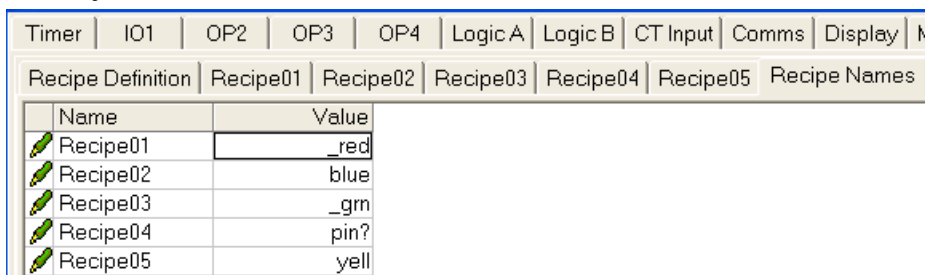 Timer IO1 OP2 OP3 OP4 Logic A Logic B CT Input Comms Display
Recipe Definition Recipe01 Recipe02 Recipe03 Recipe04 Recipe05 Recipe Names
Name Value
Recipe01 _red
Recipe02 blue
Recipe03 _grn
Recipe04 pin?
Recipe05 yell